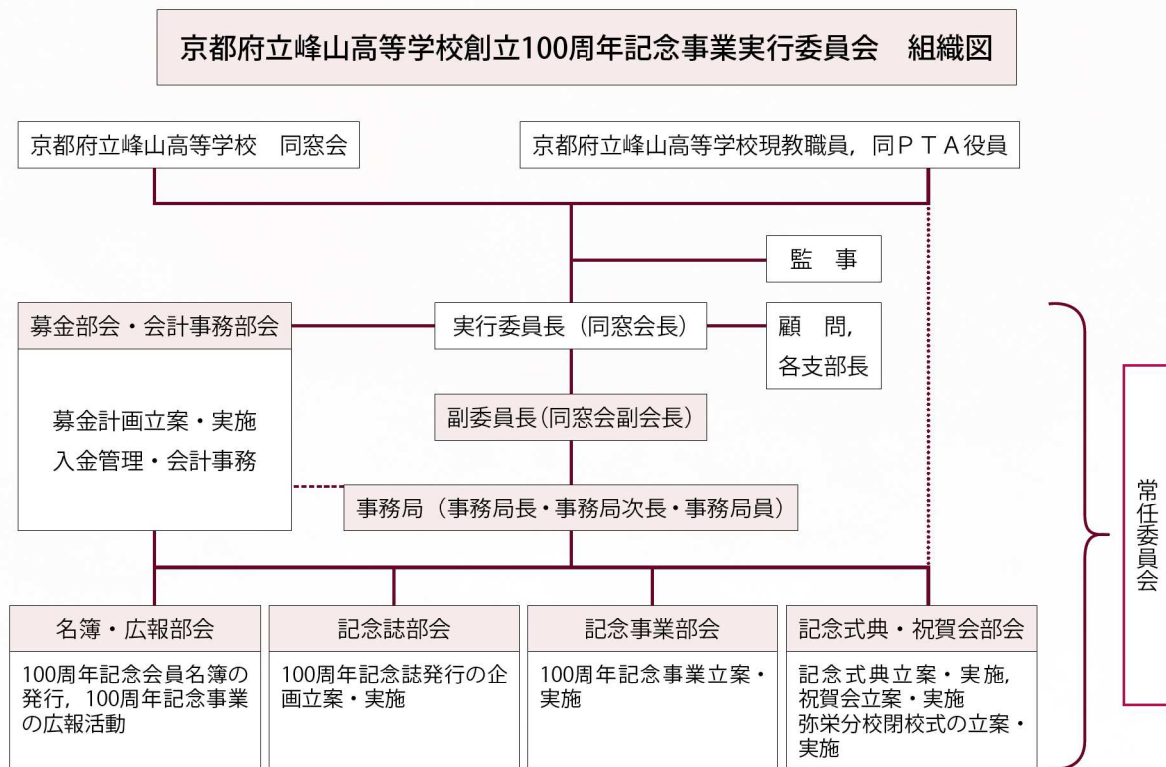 京都府立峰山高等学校創立100周年記念事業実行委員会　組織図
京都府立峰山高等学校　同窓会
京都府立峰山高等学校現教職員，同ＰＴＡ役員
監　事
募金部会・会計事務部会
実行委員長（同窓会長）
顧　問，
各支部長
募金計画立案・実施
入金管理・会計事務
副委員長（同窓会副会長）
事務局（事務局長・事務局次長・事務局員）
常任委員会
名簿・広報部会
100周年記念会員名簿の
発行，100周年記念事業
の広報活動
記念誌部会
100周年記念誌発行の企
画立案・実施
記念事業部会
100周年記念事業立案・
実施
記念式典・祝賀会部会
記念式典立案・実施，
祝賀会立案・実施
弥栄分校閉校式の立案・
実施